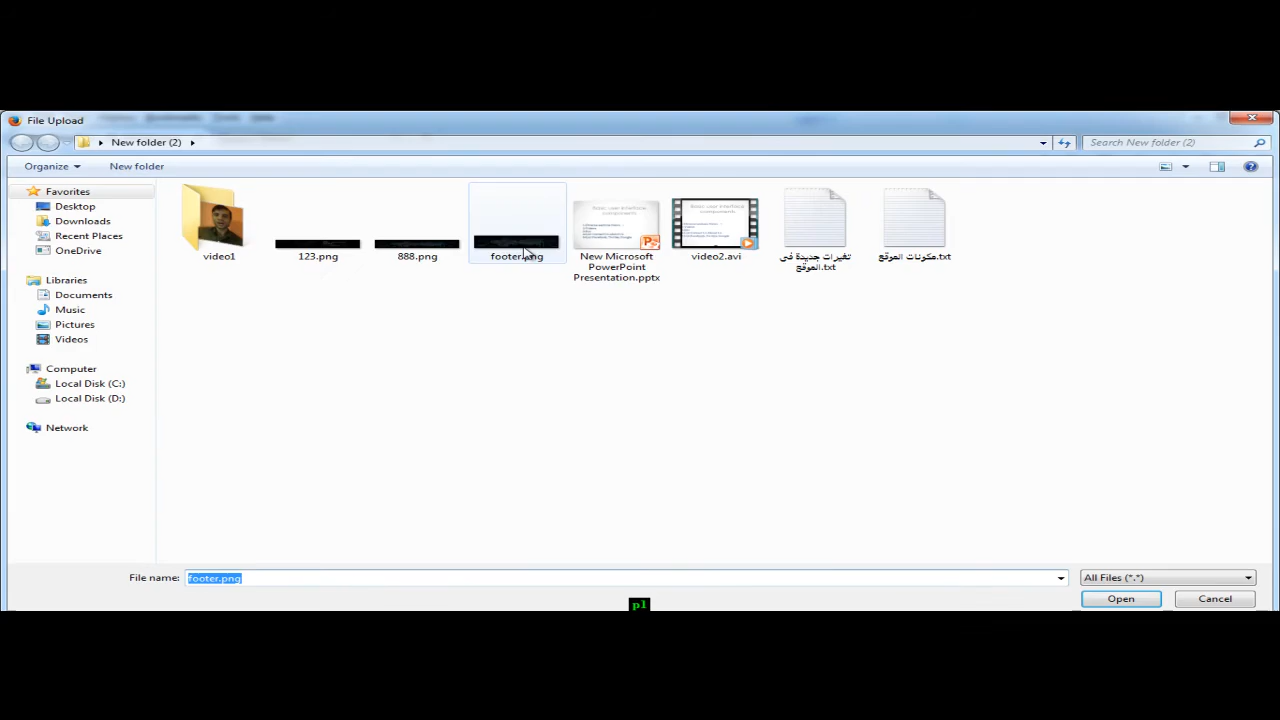 File Upload
New folder (2)
Search New folder (2)
Organize
New folder
Favorites
Desktop
Downloads
Recent Places
OneDrive
Libraries
Documents
Music
Pictures
Videos
Computer
Local Disk (C:)
Local Disk (D:)
Network
video1
123.png
888.png
footer.png
New Microsoft
PowerPoint
Presentation.pptx
video2.avi
تغيرات جديدة فى
الموقع.txt
مكونات الموقع.txt
File name:
footer.png
All Files (*.*)
Open
Cancel
p1